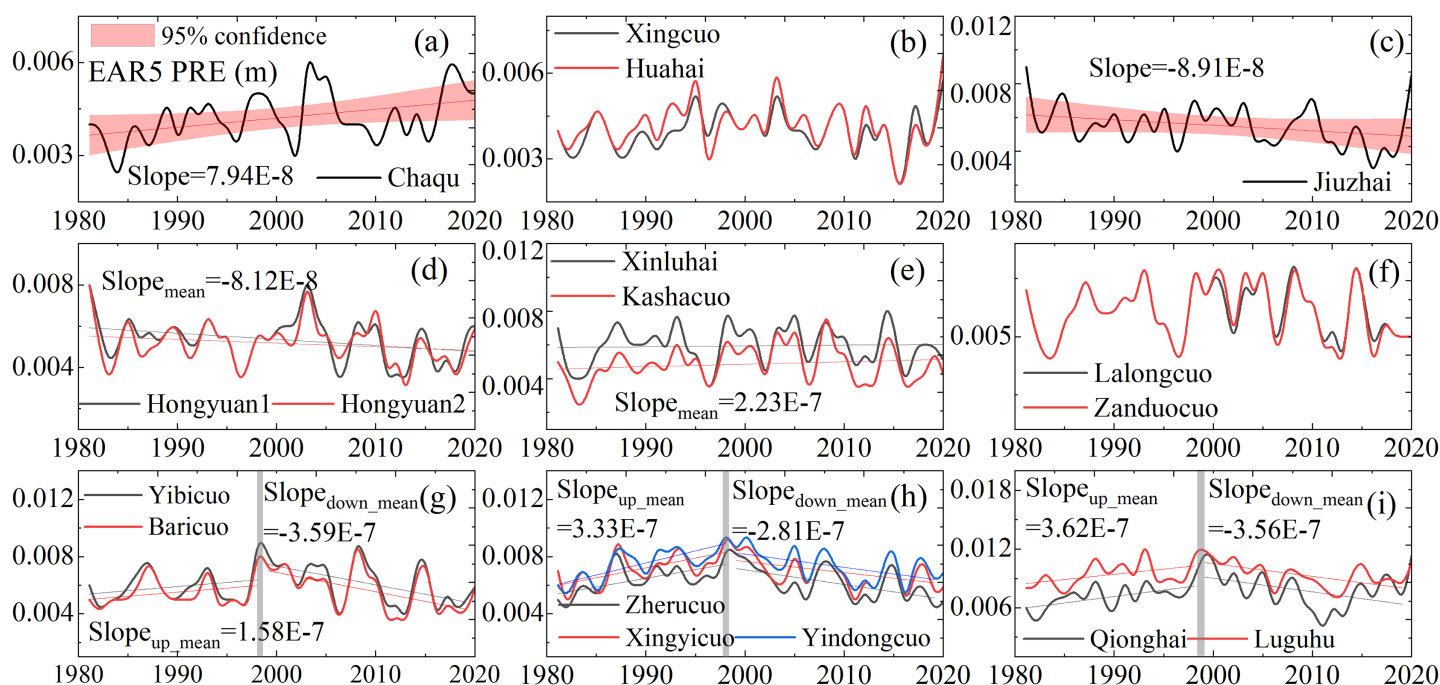 95% confidence
(a)
0.006
EAR5 PRE (m)
0.003
Slope=7.94E-8
Chaqu
1980 1990 2000 2010 2020
Xingcuo
(b)
Huahai
0.006
0.003
1980 1990 2000 2010 2020
0.012
(c)
Slope=-8.91E-8
0.008
0.004
Jiuzhai
1980 1990 2000 2010 2020
Slopemean=-8.12E-8
(d)
0.008
0.004
Hongyuan1 Hongyuan2
1980 1990 2000 2010 2020
0.012
Xinluhai
(e)
Kashacuo
0.008
0.004
Slopemean=2.23E-7
1980 1990 2000 2010 2020
(f)
0.005
Lalongcuo
Zanduocuo
1980 1990 2000 2010 2020
0.012
Yibicuo
Slopedown_mean
(g)
Baricuo
=-3.59E-7
0.008
0.004
Slopeup_mean=1.58E-7
1980 1990 2000 2010 2020
Slopeup_mean
Slopedown_mean
(h)
0.012
=3.33E-7
=-2.81E-7
0.008
0.004
Zherucuo
Xingyicuo Yindongcuo
1980 1990 2000 2010 2020
0.018
Slopeup_mean
Slopedown_mean
(i)
=3.62E-7
=-3.56E-7
0.012
0.006
Qionghai Luguhu
1980 1990 2000 2010 2020